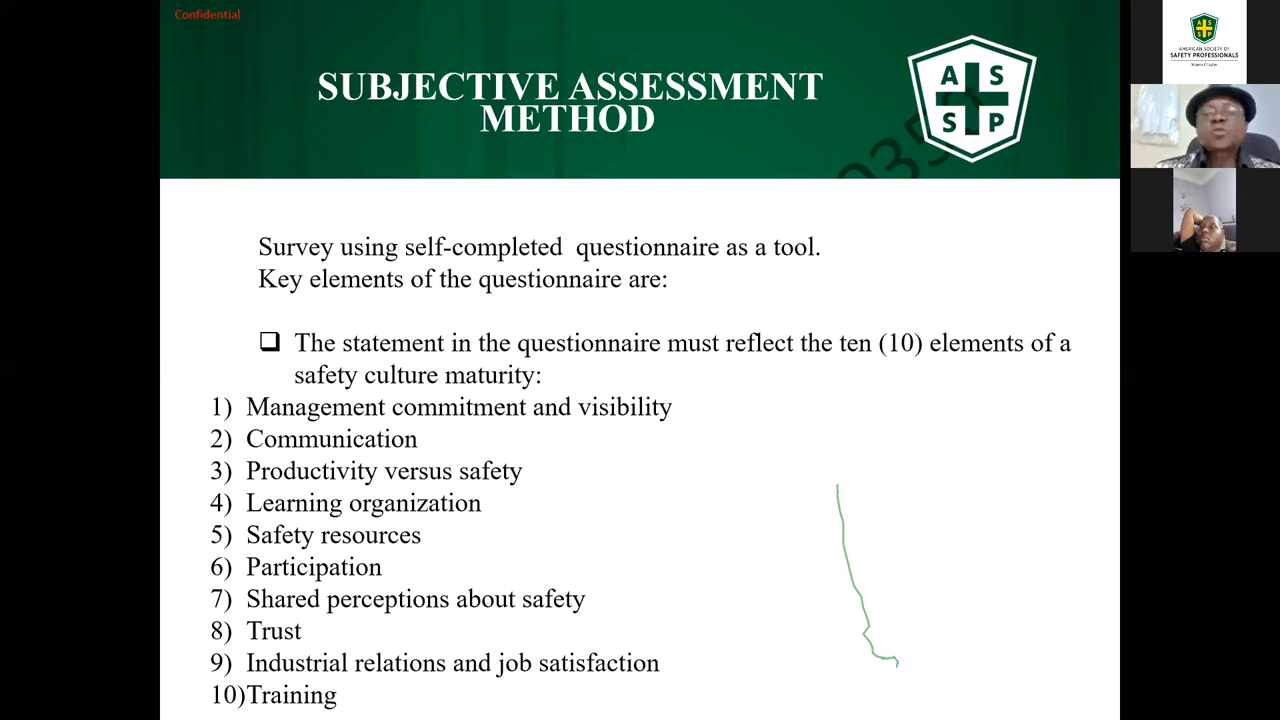 Confidential
SUBJECTIVE ASSESSMENT
METHOD
A S
S P
Survey using self-completed questionnaire as a tool.
Key elements of the questionnaire are:
The statement in the questionnaire must reflect the ten (10) elements of a
safety culture maturity:
1) Management commitment and visibility
2) Communication
3) Productivity versus safety
4) Learning organization
5) Safety resources
6) Participation
7) Shared perceptions about safety
8) Trust
9) Industrial relations and job satisfaction
10)Training
A S
S P
AMERICAN SOCIETY OF
SAFETY PROFESSIONALS